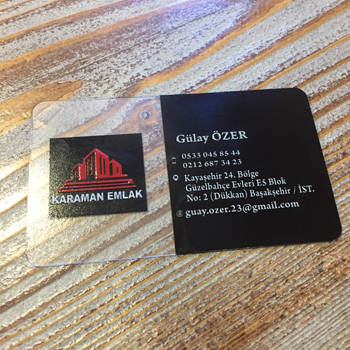 KARAMAN EMLAK
Gülay ÖZER
0533 045 85 44
0212 687 34 23
Kayaşehir 24. Bölge
Güzelbahçe Evleri E5 Blok
No: 2 (Dükkan) Başakşehir / İST.
guay.ozer.23@gmail.com